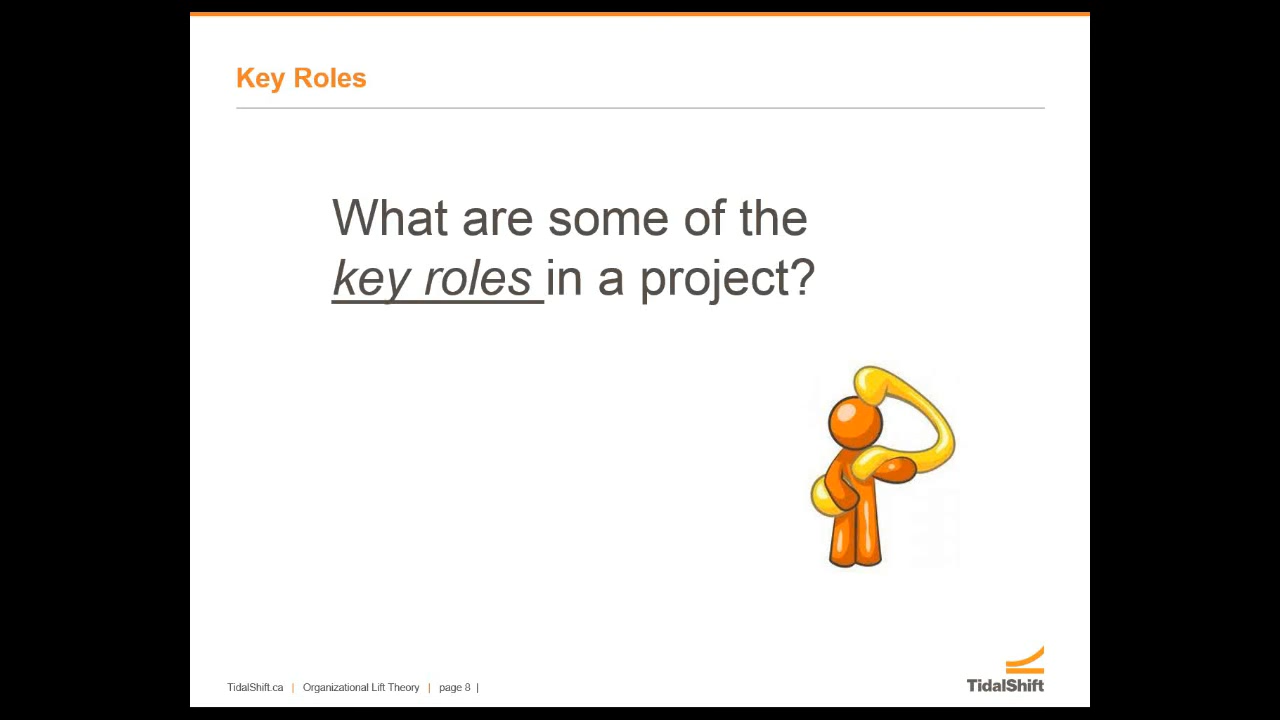 Key Roles
What are some of the
key roles in a project?
TidalShift.ca | Organizational Lift Theory | page 8 |
TidalShift